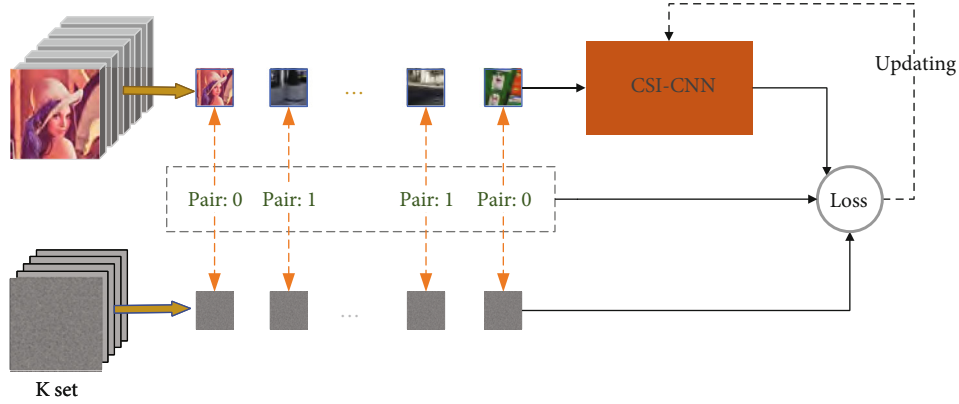 Updating
CSI-CNN
...
Pair: 0
Pair: 1
Pair: 1
Pair: 0
Loss
...
K set